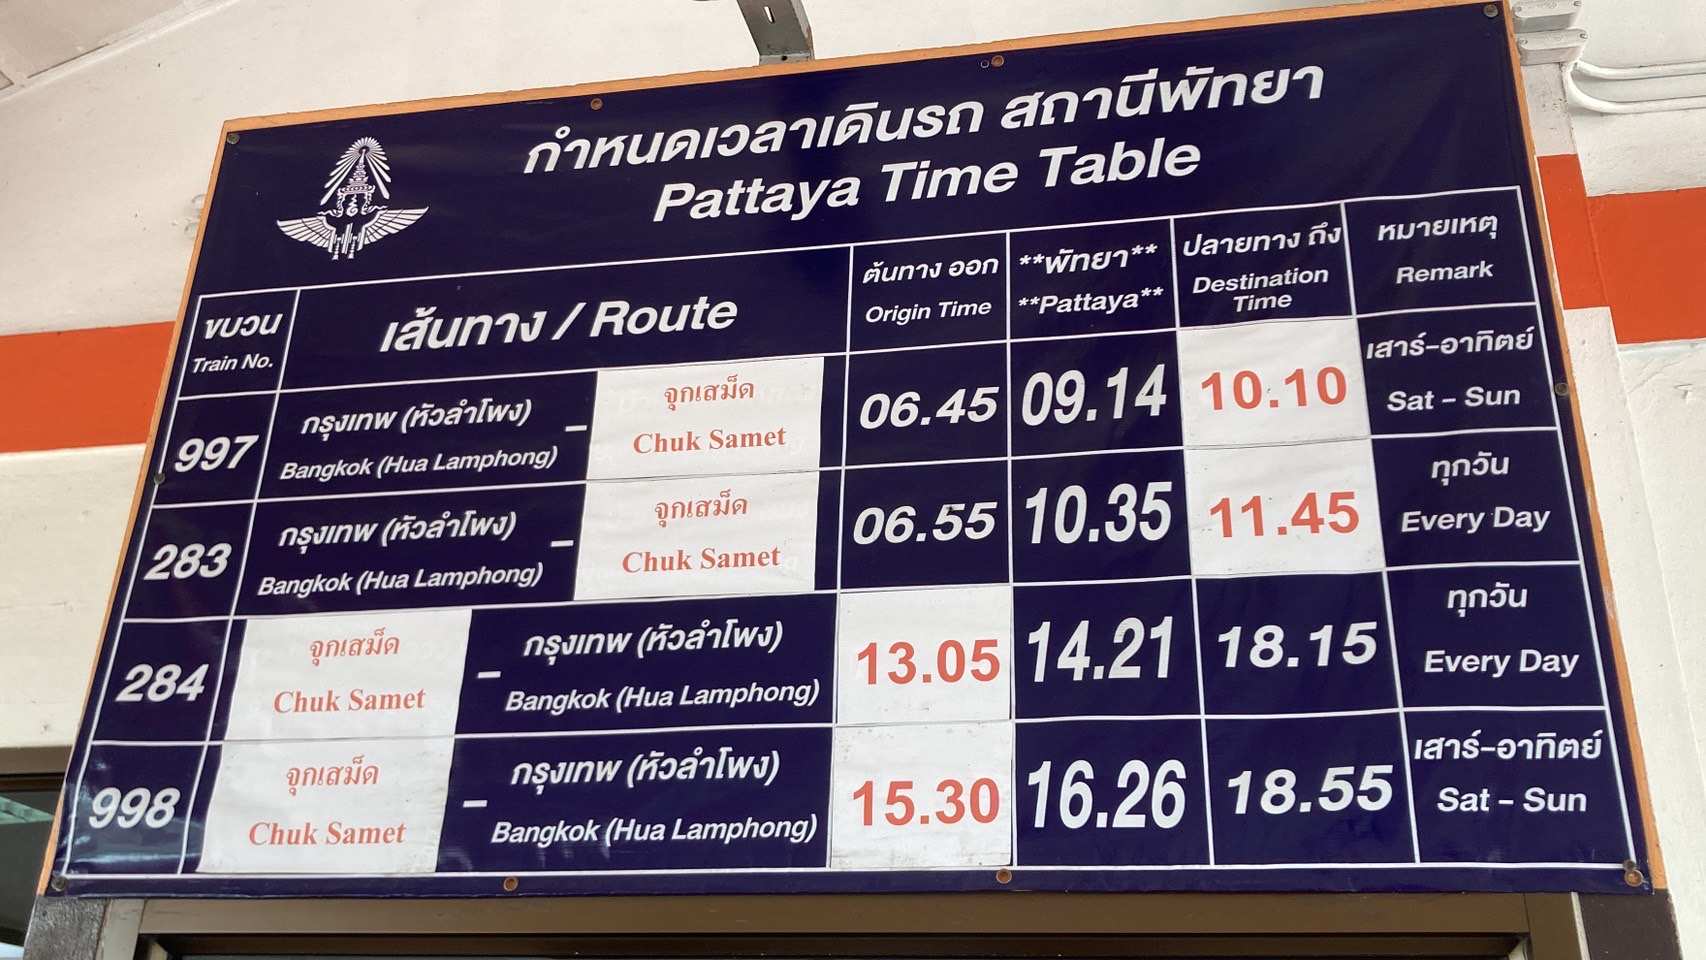 กำหนดเวลาเดินรถ สถานีพัทยา
Pattaya Time Table
ขบวน
Train No.
เส้นทาง / Route
ต้นทาง ออก
Origin Time
**พัทยา**
**Pattaya**
ปลายทาง ถึง
Destination
Time
หมายเหตุ
Remark
997
กรุงเทพ (หัวลำโพง)
Bangkok (Hua Lamphong)
–
จุกเสม็ด
Chuk Samet
06.45
09.14
10.10
เสาร์-อาทิตย์
Sat – Sun
283
กรุงเทพ (หัวลำโพง)
Bangkok (Hua Lamphong)
–
จุกเสม็ด
Chuk Samet
06.55
10.35
11.45
ทุกวัน
Every Day
284
จุกเสม็ด
Chuk Samet
–
กรุงเทพ (หัวลำโพง)
Bangkok (Hua Lamphong)
13.05
14.21
18.15
ทุกวัน
Every Day
998
จุกเสม็ด
Chuk Samet
–
กรุงเทพ (หัวลำโพง)
Bangkok (Hua Lamphong)
15.30
16.26
18.55
เสาร์-อาทิตย์
Sat – Sun